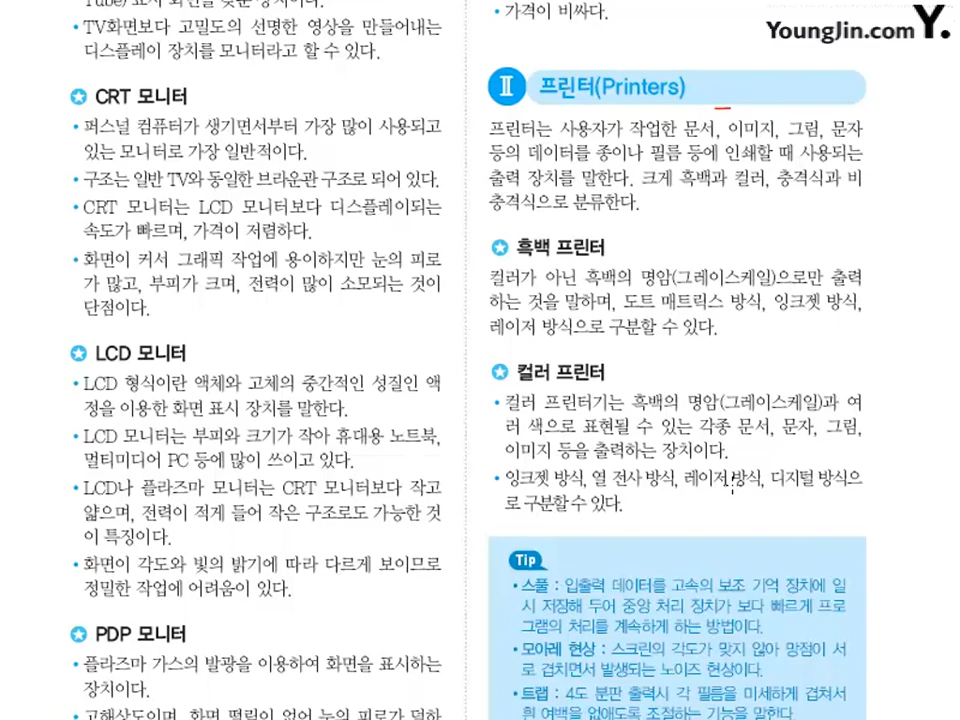 Tube) 표시 화면을 갖춘 장치이다.
• TV화면보다 고밀도의 선명한 영상을 만들어내는
디스플레이 장치를 모니터라고 할 수 있다.
CRT 모니터
• 퍼스널 컴퓨터가 생기면서부터 가장 많이 사용되고
있는 모니터로 가장 일반적이다.
• 구조는 일반 TV와 동일한 브라운관 구조로 되어 있다.
• CRT 모니터는 LCD 모니터보다 디스플레이되는
속도가 빠르며, 가격이 저렴하다.
• 화면이 커서 그래픽 작업에 용이하지만 눈의 피로
가 많고, 부피가 크며, 전력이 많이 소모되는 것이
단점이다.
LCD 모니터
• LCD 형식이란 액체와 고체의 중간적인 성질인 액
정을 이용한 화면 표시 장치를 말한다.
• LCD 모니터는 부피와 크기가 작아 휴대용 노트북,
멀티미디어 PC 등에 많이 쓰이고 있다.
• LCD나 플라즈마 모니터는 CRT 모니터보다 작고
얇으며, 전력이 적게 들어 작은 구조로도 가능한 것
이 특징이다.
• 화면이 각도와 빛의 밝기에 따라 다르게 보이므로
정밀한 작업에 어려움이 있다.
PDP 모니터
• 플라즈마 가스의 발광을 이용하여 화면을 표시하는
장치이다.
• 고해상도이며, 화면 떨림이 없어 눈의 피로가 덜하
• 가격이 비싸다.
YoungJin.com Y.
Ⅱ 프린터(Printers)
프린터는 사용자가 작업한 문서, 이미지, 그림, 문자
등의 데이터를 종이나 필름 등에 인쇄할 때 사용되는
출력 장치를 말한다. 크게 흑백과 컬러, 충격식과 비
충격식으로 분류한다.
흑백 프린터
컬러가 아닌 흑백의 명암(그레이스케일)으로만 출력
하는 것을 말하며, 도트 매트릭스 방식, 잉크젯 방식,
레이저 방식으로 구분할 수 있다.
컬러 프린터
• 컬러 프린터기는 흑백의 명암(그레이스케일)과 여
러 색으로 표현될 수 있는 각종 문서, 문자, 그림,
이미지 등을 출력하는 장치이다.
• 잉크젯 방식, 열 전사 방식, 레이저 방식, 디지털 방식으
로 구분할 수 있다.
Tip
• 스풀 : 입출력 데이터를 고속의 보조 기억 장치에 일
시 저장해 두어 중앙 처리 장치가 보다 빠르게 프로
그램의 처리를 계속하게 하는 방법이다.
• 모아레 현상 : 스크린의 각도가 맞지 않아 망점이 서
로 겹치면서 발생되는 노이즈 현상이다.
• 트랩 : 4도 분판 출력시 각 필름을 미세하게 겹쳐서
흰 여백을 없애도록 조절하는 기능을 말한다.